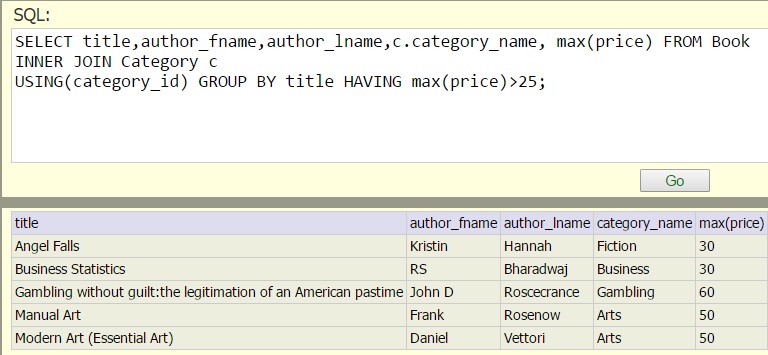 SQL:
SELECT title,author_fname,author_lname,c.category_name, max(price) FROM Book
INNER JOIN Category c
USING(category_id) GROUP BY title HAVING max(price)>25;
Go
title author_fname author_lname category_name max(price)
Angel Falls Kristin Hannah Fiction 30
Business Statistics RS Bharadwaj Business 30
Gambling without guilt:the legitimation of an American pastime John D Roscecrance Gambling 60
Manual Art Frank Rosenow Arts 50
Modern Art (Essential Art) Daniel Vettori Arts 50